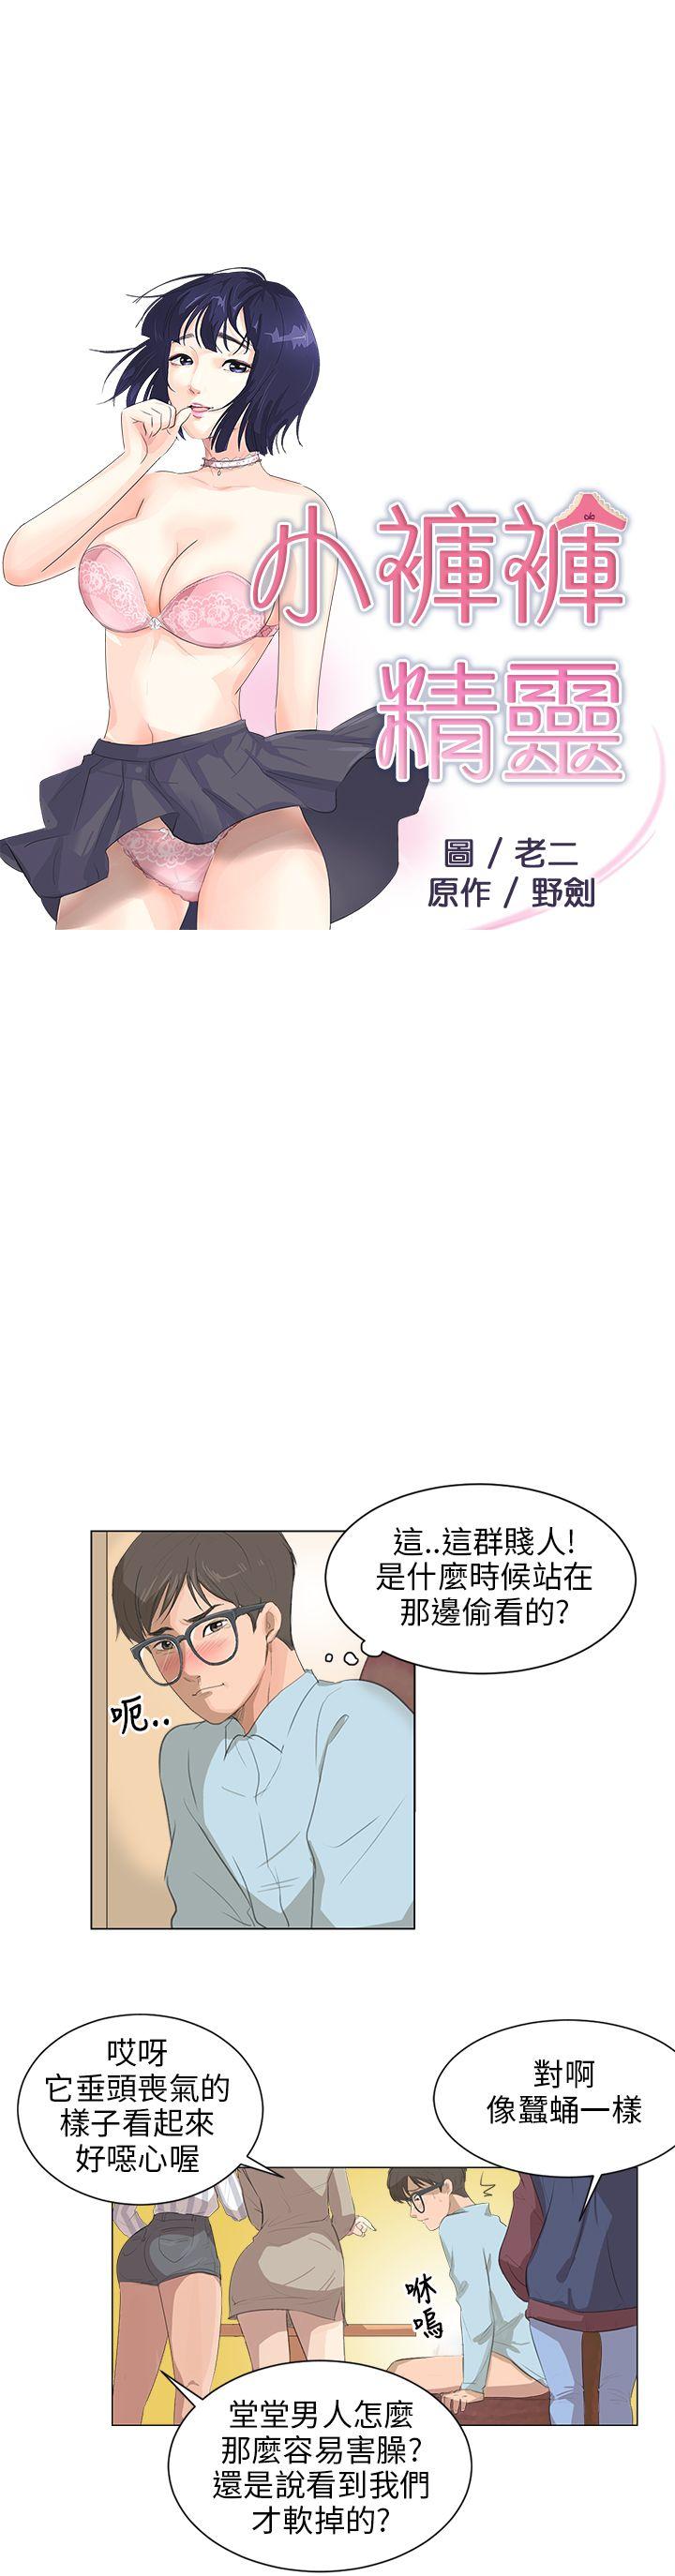 小褲褲
精靈
圖 / 老二
原作 / 野劍
這..這群賤人!
是什麼時候站在
那邊偷看的?
呃..
哎呀
它垂頭喪氣的
樣子看起來
好噁心喔
對啊
像蠶蛹一樣
咻
嗚
堂堂男人怎麼
那麼容易害臊?
還是說看到我們
才軟掉的?